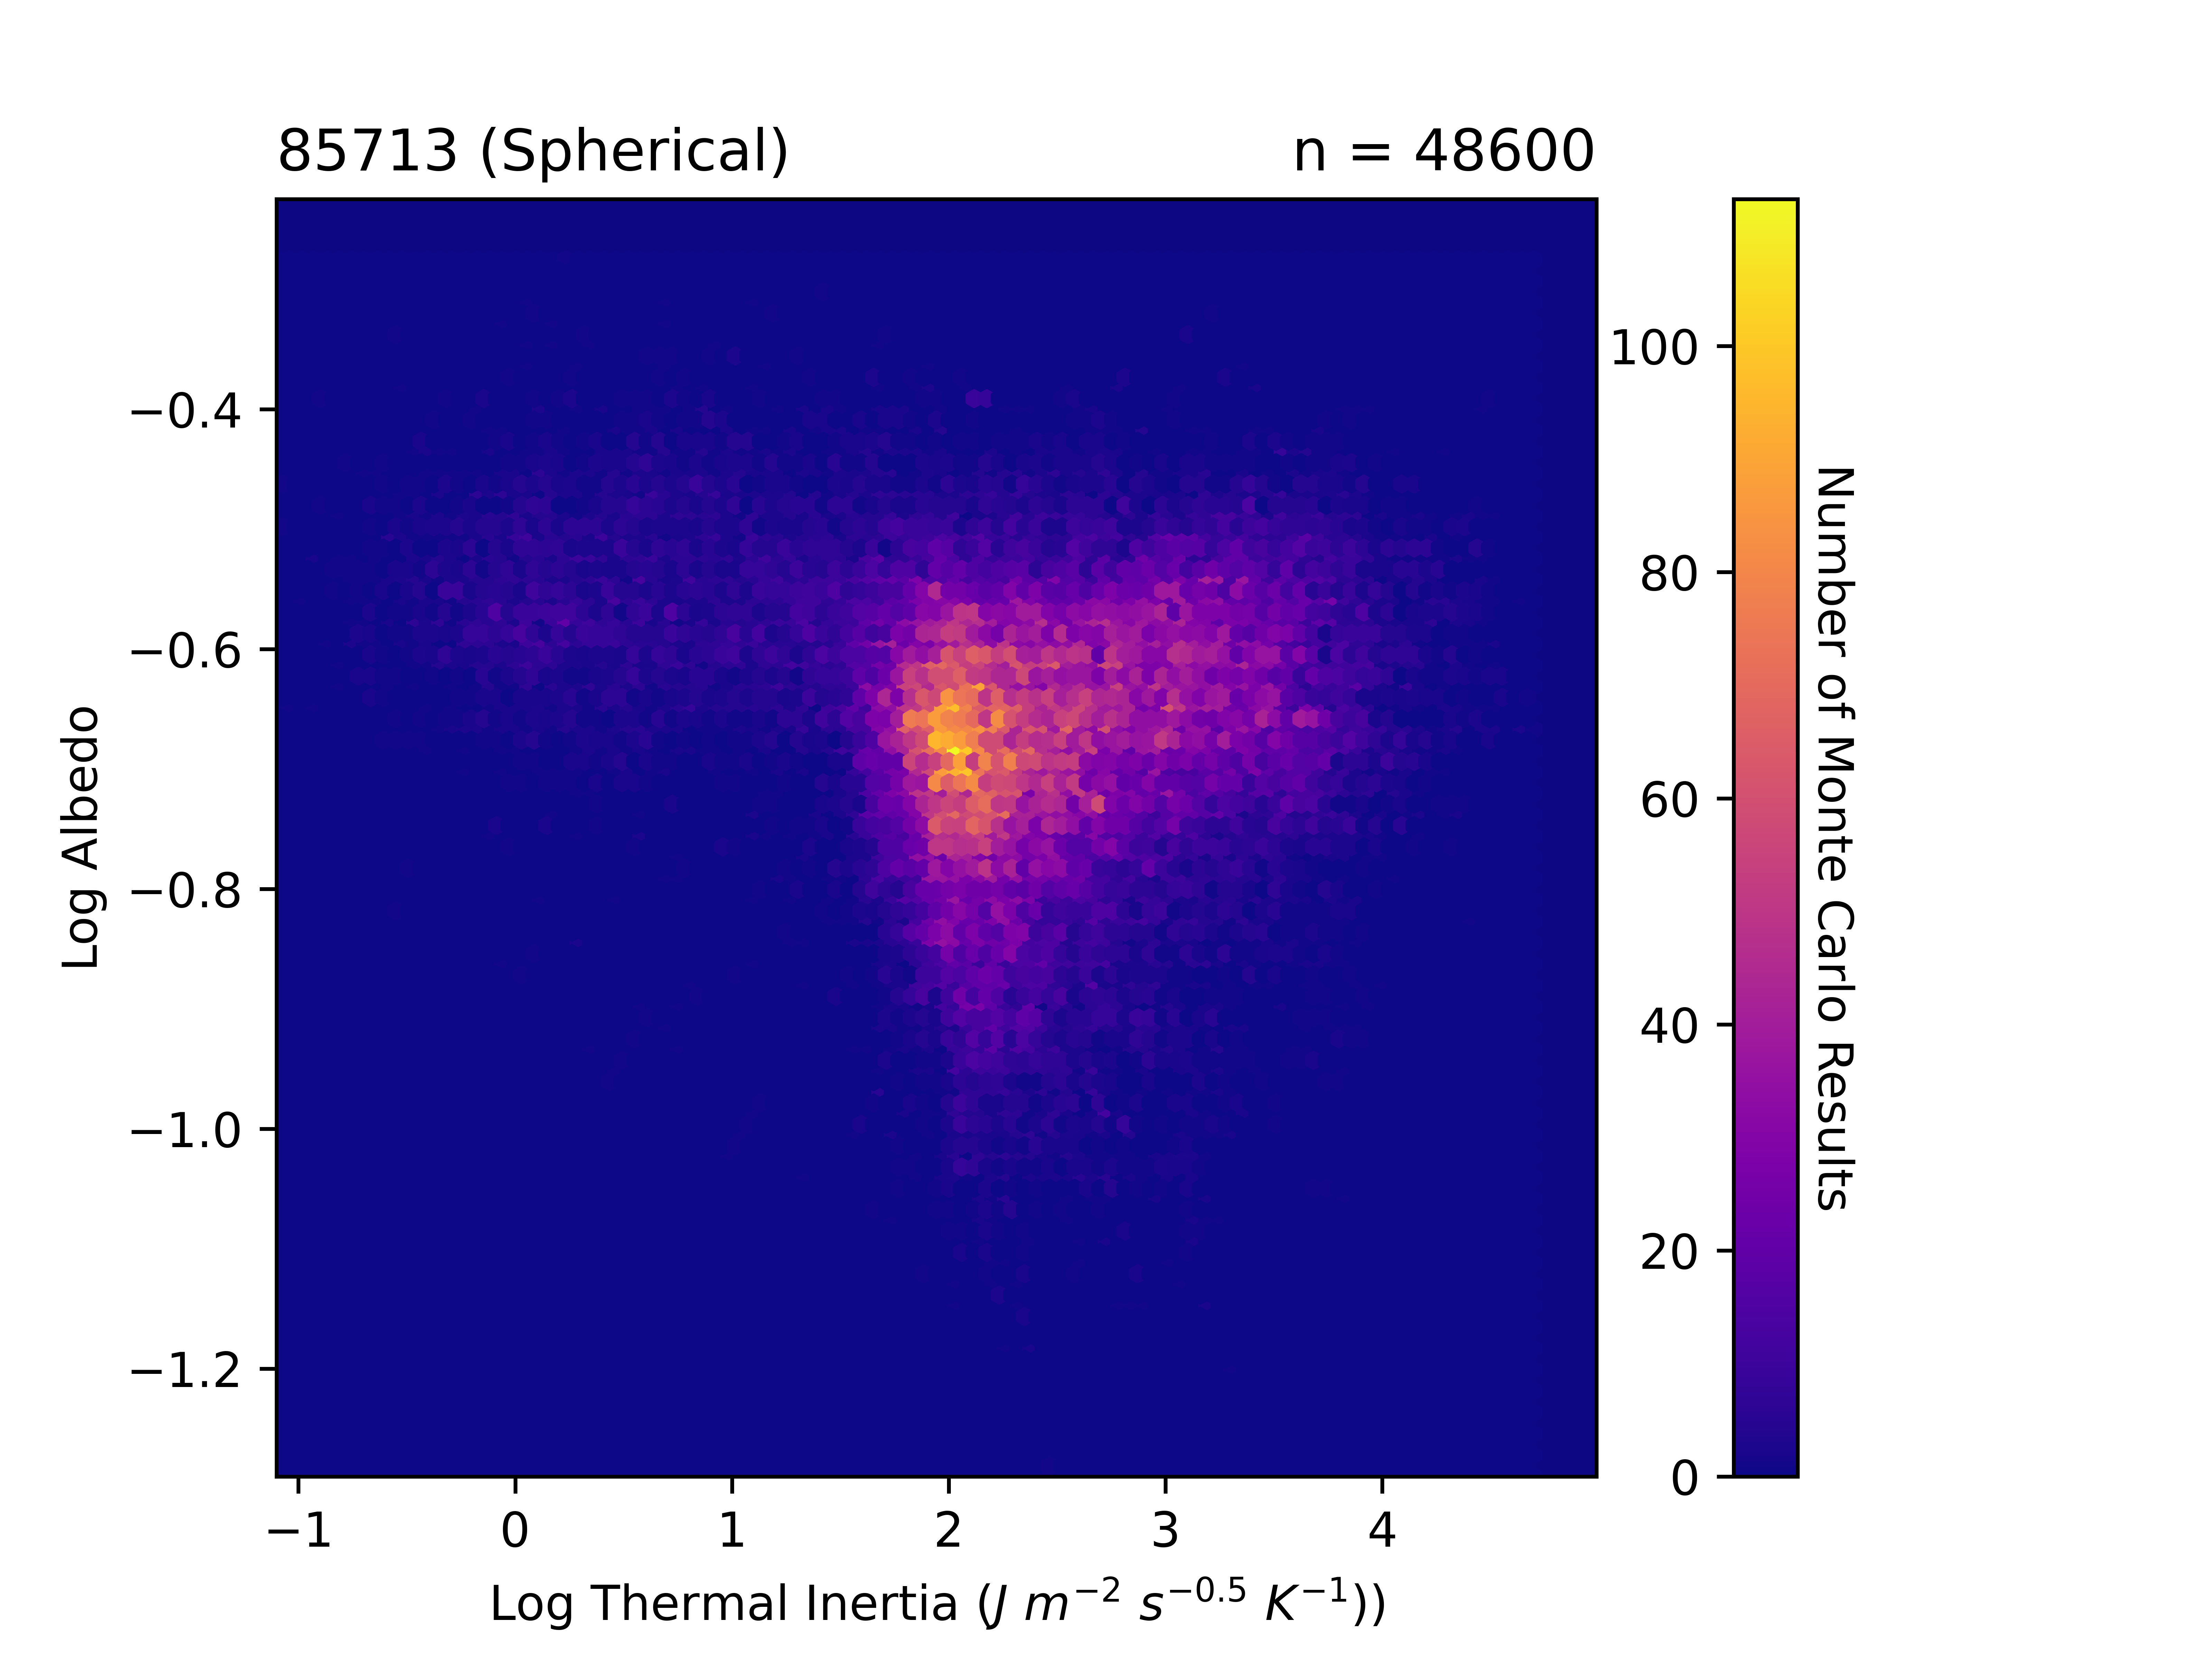 85713 (Spherical)
n = 48600
−0.4
−0.6
−0.8
−1.0
−1.2
Log Albedo
−1 0 1 2 3 4
Log Thermal Inertia (J m⁻² s⁻⁰·⁵ K⁻¹))
100
80
60
40
20
0
Number of Monte Carlo Results